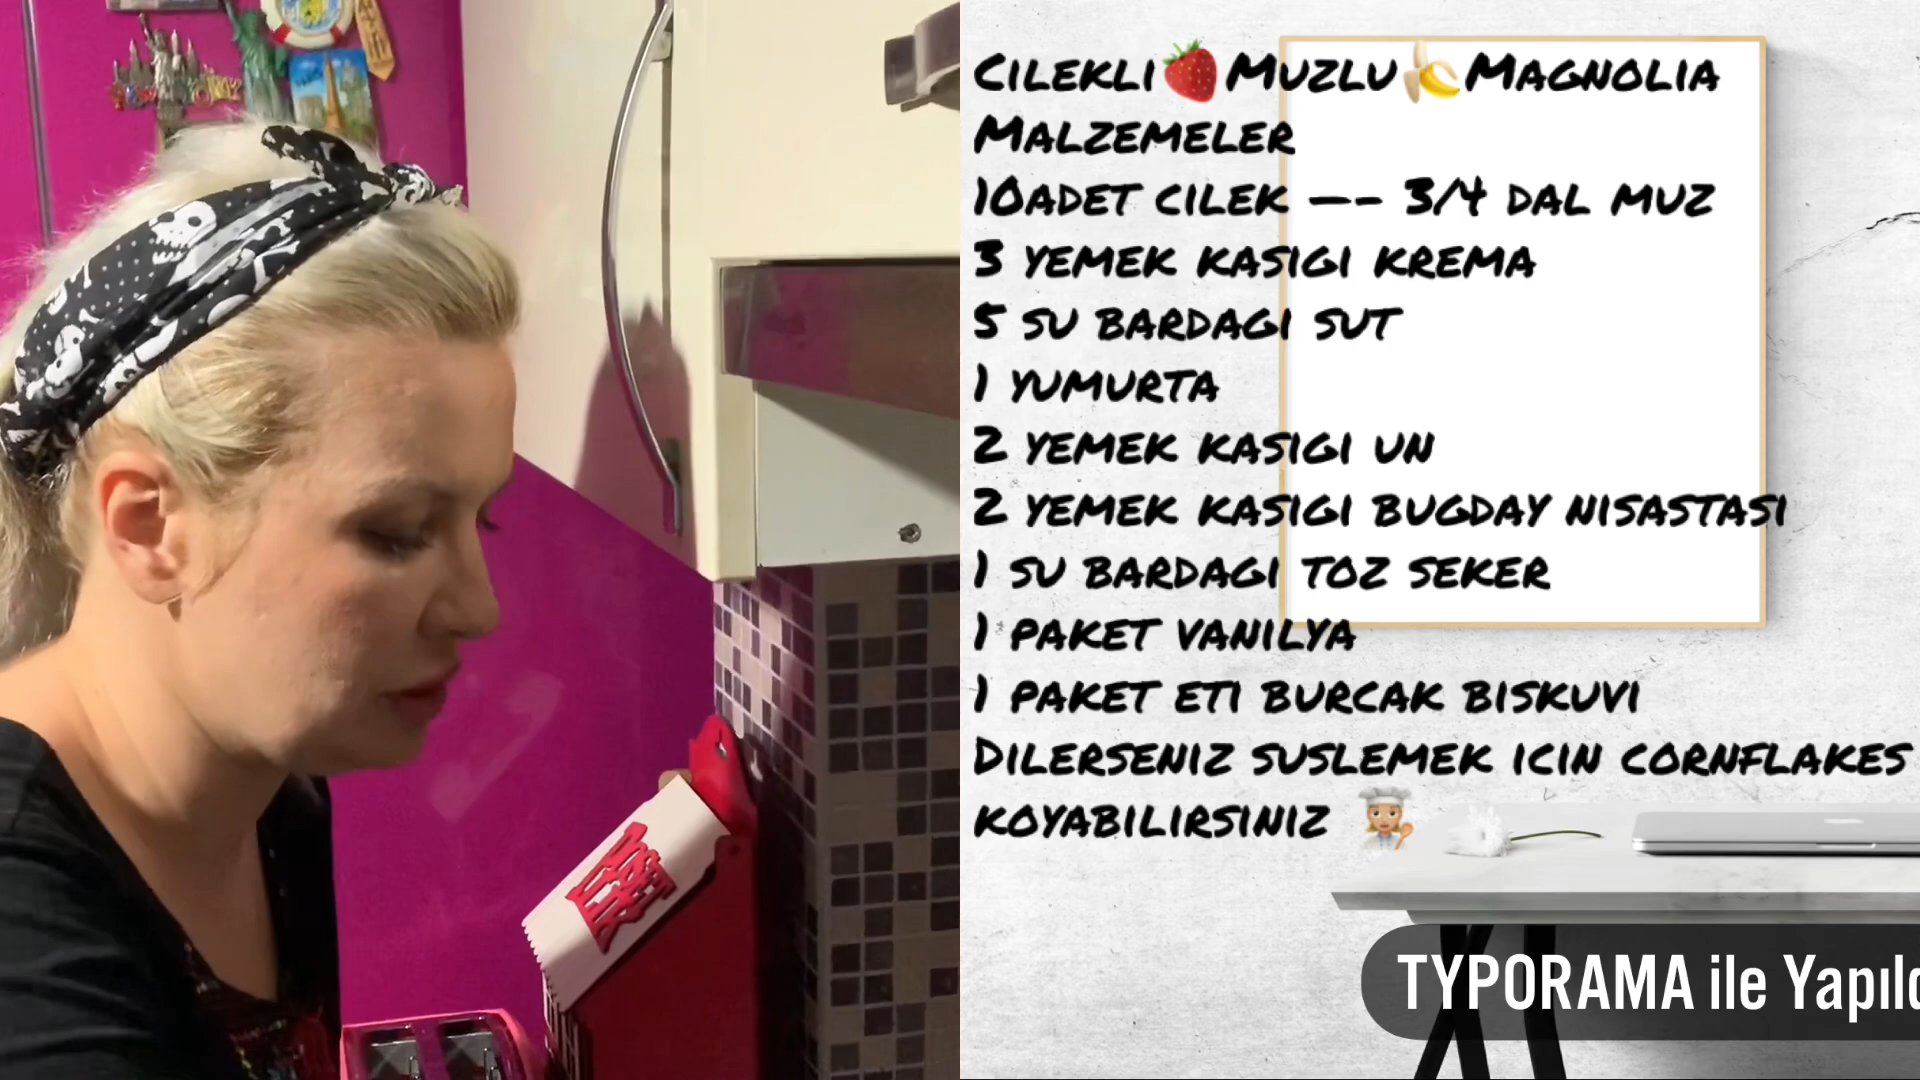 CILEKLI🍓MUZLU🍌MAGNOLIA
MALZEMELER
10ADET CILEK —- 3/4 DAL MUZ
3 YEMEK KASIGI KREMA
5 SU BARDAGI SUT
1 YUMURTA
2 YEMEK KASIGI UN
2 YEMEK KASIGI BUGDAY NISASTASI
1 SU BARDAGI TOZ SEKER
1 PAKET VANILYA
1 PAKET ETI BURCAK BISKUVI
DILERSENIZ SUSLEMEK ICIN CORNFLAKES
KOYABILIRSINIZ 👩🏼‍🍳
TYPORAMA ile